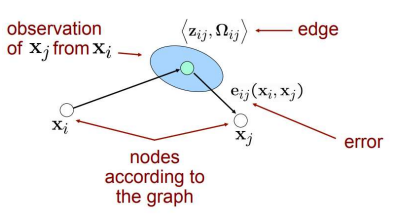 observation
of x_j from x_i
⟨z_ij, Ω_ij⟩
edge
e_ij(x_i, x_j)
x_i
x_j
error
nodes
according to
the graph